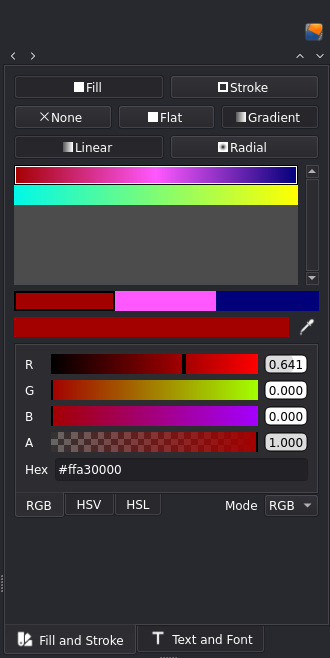 Fill Stroke
None Flat Gradient
Linear Radial
R 0.641
G 0.000
B 0.000
A 1.000
Hex #ffa30000
RGB HSV HSL Mode RGB
Fill and Stroke Text and Font